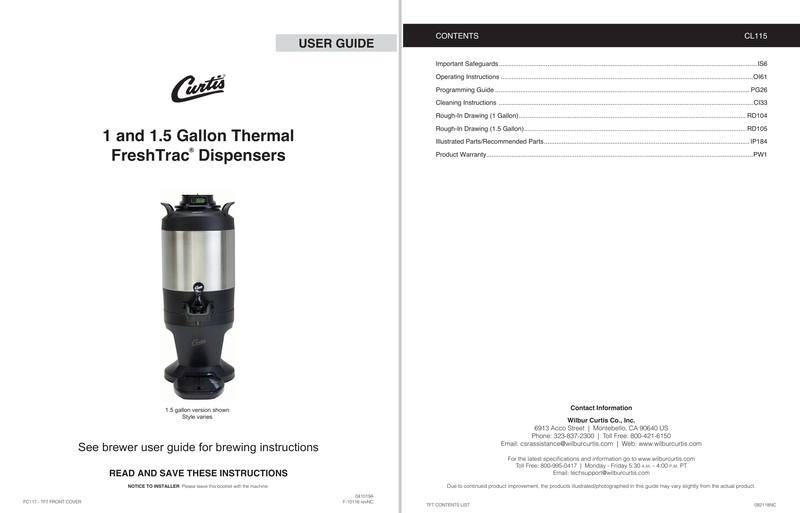 USER GUIDE
Curtis®
1 and 1.5 Gallon Thermal
FreshTrac® Dispensers
Curtis
1.5 gallon version shown
Style varies
See brewer user guide for brewing instructions
READ AND SAVE THESE INSTRUCTIONS
NOTICE TO INSTALLER: Please leave this booklet with the machine.
FC117 - TFT FRONT COVER
041019A
F-10116 revNC
CONTENTS CL115
Important Safeguards IS6
Operating Instructions OI61
Programming Guide PG26
Cleaning Instructions CI33
Rough-In Drawing (1 Gallon) RD104
Rough-In Drawing (1.5 Gallon) RD105
Illustrated Parts/Recommended Parts IP184
Product Warranty PW1
Contact Information
Wilbur Curtis Co., Inc.
6913 Acco Street | Montebello, CA 90640 US
Phone: 323-837-2300 | Toll Free: 800-421-6150
Email: csrassistance@wilburcurtis.com | Web: www.wilburcurtis.com
For the latest specifications and information go to www.wilburcurtis.com
Toll Free: 800-995-0417 | Monday - Friday 5:30 A.M. - 4:00 P.M. PT
Email: techsupport@wilburcurtis.com
Due to continued product improvement, the products illustrated/photographed in this guide may vary slightly from the actual product.
TFT CONTENTS LIST 082118NC